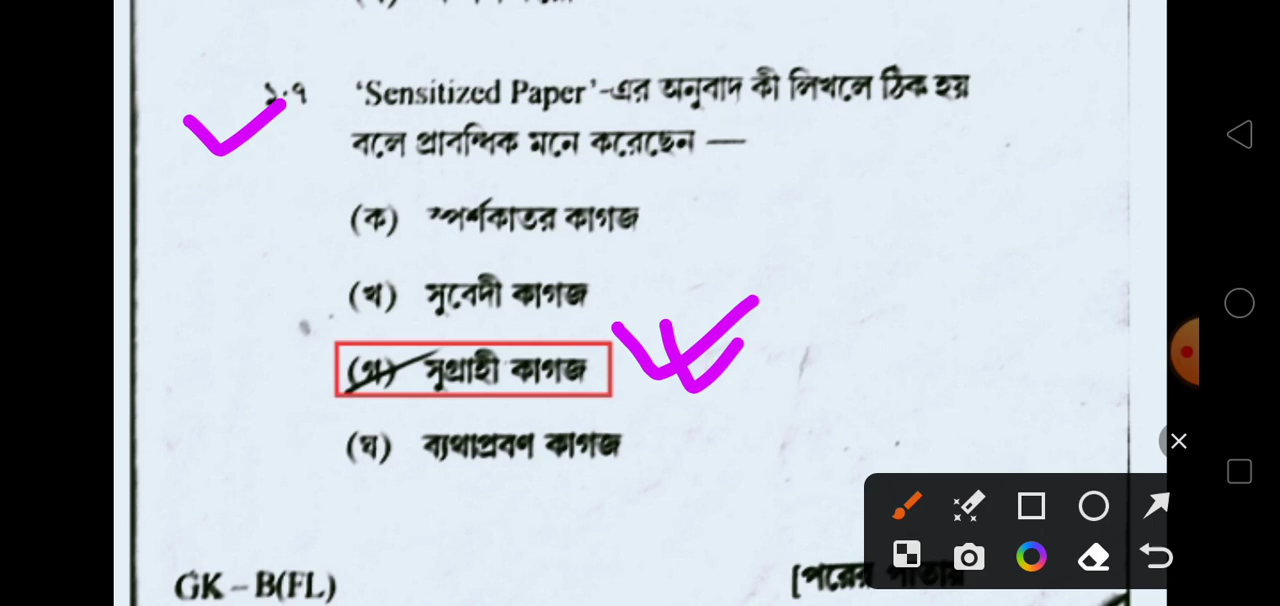 ১.৭ ‘Sensitized Paper’-এর অনুবাদ কী লিখলে ঠিক হয়
বলে প্রাবন্ধিক মনে করেছেন —
(ক) স্পর্শকাতর কাগজ
(খ) সুবেদী কাগজ
(গ) সুগ্রাহী কাগজ
(ঘ) ব্যথাপ্রবণ কাগজ
GK – B(FL) [পরের পাতায়